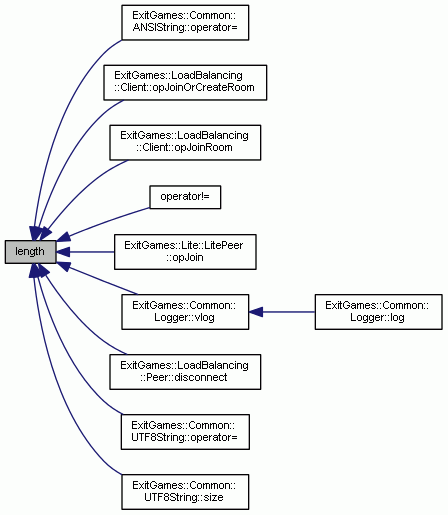 ExitGames::Common::
ANSIString::operator=
ExitGames::LoadBalancing
::Client::opJoinOrCreateRoom
ExitGames::LoadBalancing
::Client::opJoinRoom
operator!=
length
ExitGames::Lite::LitePeer
::opJoin
ExitGames::Common::
Logger::vlog
ExitGames::Common::
Logger::log
ExitGames::LoadBalancing
::Peer::disconnect
ExitGames::Common::
UTF8String::operator=
ExitGames::Common::
UTF8String::size